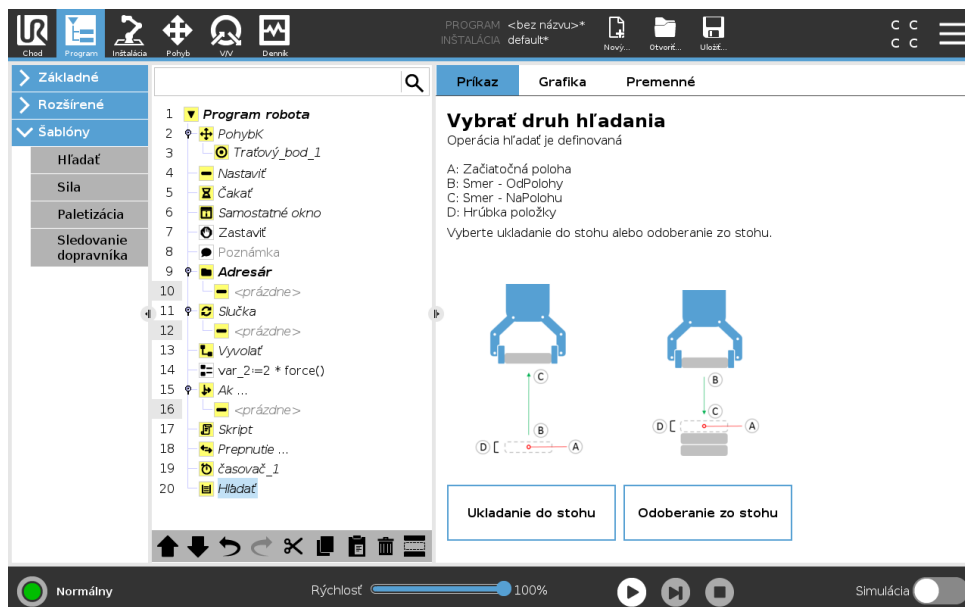 PROGRAM <bez názvu>*
INŠTALÁCIA default*
Chod
Program
Inštalácia
Pohyb
V/V
Denník
Nový...
Otvoriť...
Uložiť...
C C
C C
Základné
Rozšírené
Šablóny
Hľadať
Sila
Paletizácia
Sledovanie
dopravníka
1 Program robota
2 PohybK
3 Traťový_bod_1
4 Nastaviť
5 Čakať
6 Samostatné okno
7 Zastaviť
8 Poznámka
9 Adresár
10 <prázdne>
11 Slučka
12 <prázdne>
13 Vyvolať
14 var_2:=2 * force()
15 Ak ...
16 <prázdne>
17 Skript
18 Prepnutie ...
19 časovač_1
20 Hľadať
Príkaz
Grafika
Premenné
Vybrať druh hľadania
Operácia hľadať je definovaná
A: Začiatočná poloha
B: Smer - OdPolohy
C: Smer - NaPolohu
D: Hrúbka položky
Vyberte ukladanie do stohu alebo odoberanie zo stohu.
C
B
D
A
B
C
D
A
Ukladanie do stohu
Odoberanie zo stohu
Normálny
Rýchlosť
100%
Simulácia